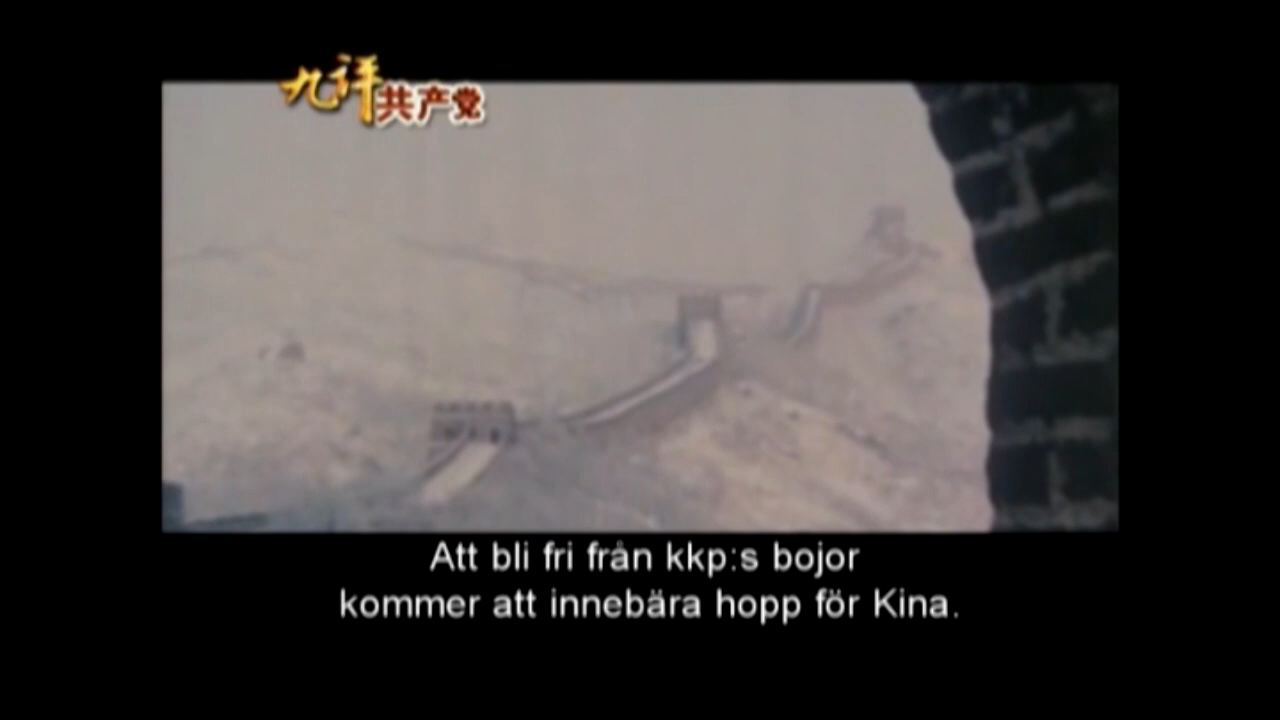 九评共产党
Att bli fri från kkp:s bojor
kommer att innebära hopp för Kina.